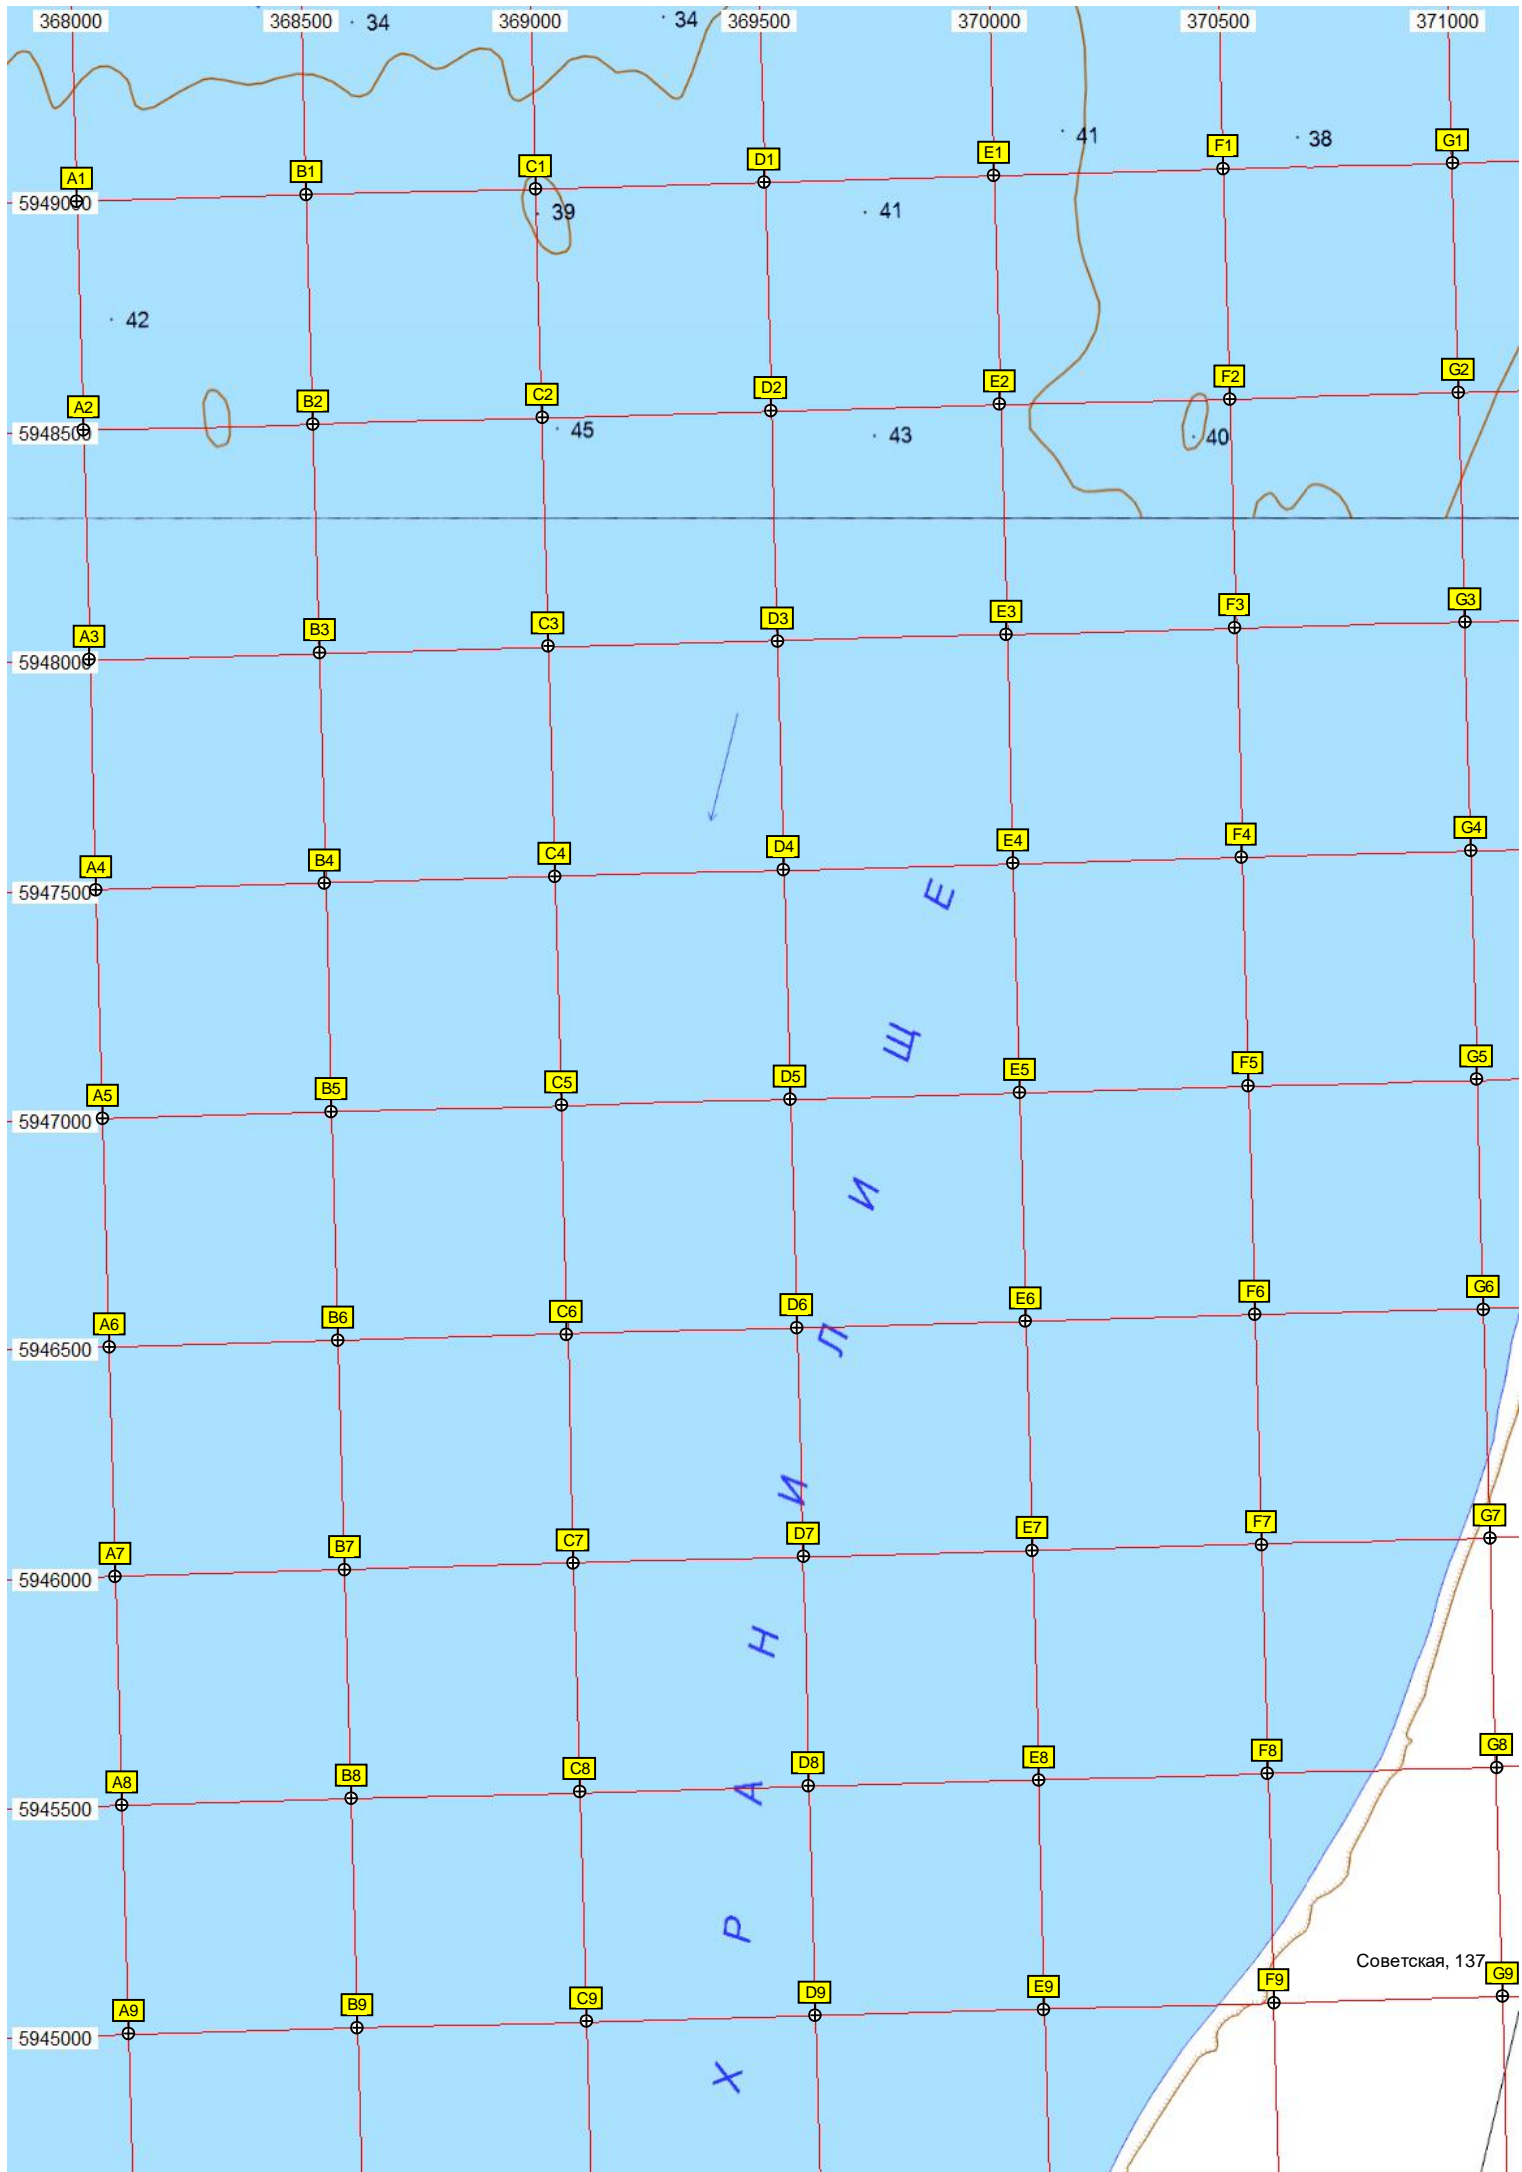 368000 368500 369000 369500 370000 370500 371000
34 34
41 38
A1 B1 C1 D1 E1 F1 G1
5949000
39 41
42
A2 B2 C2 D2 E2 F2 G2
5948500
45 43 40
A3 B3 C3 D3 E3 F3 G3
5948000
A4 B4 C4 D4 E4 F4 G4
5947500
A5 B5 C5 D5 E5 F5 G5
5947000
A6 B6 C6 D6 E6 F6 G6
5946500
A7 B7 C7 D7 E7 F7 G7
5946000
A8 B8 C8 D8 E8 F8 G8
5945500
Советская, 137
A9 B9 C9 D9 E9 F9 G9
5945000
Х Р А Н И Л И Щ Е